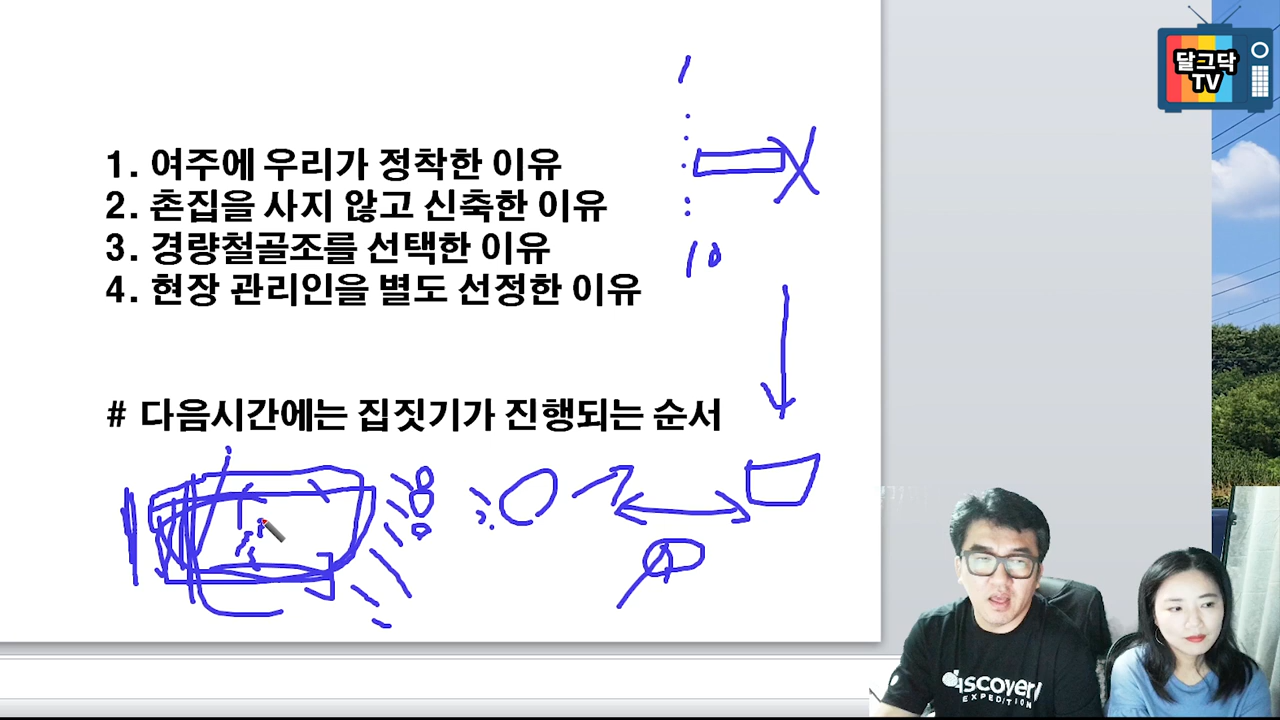 달그닥
TV
1
1. 여주에 우리가 정착한 이유
2. 촌집을 사지 않고 신축한 이유
3. 경량철골조를 선택한 이유
10
4. 현장 관리인을 별도 선정한 이유
# 다음시간에는 집짓기가 진행되는 순서
discovery
EXPEDITION